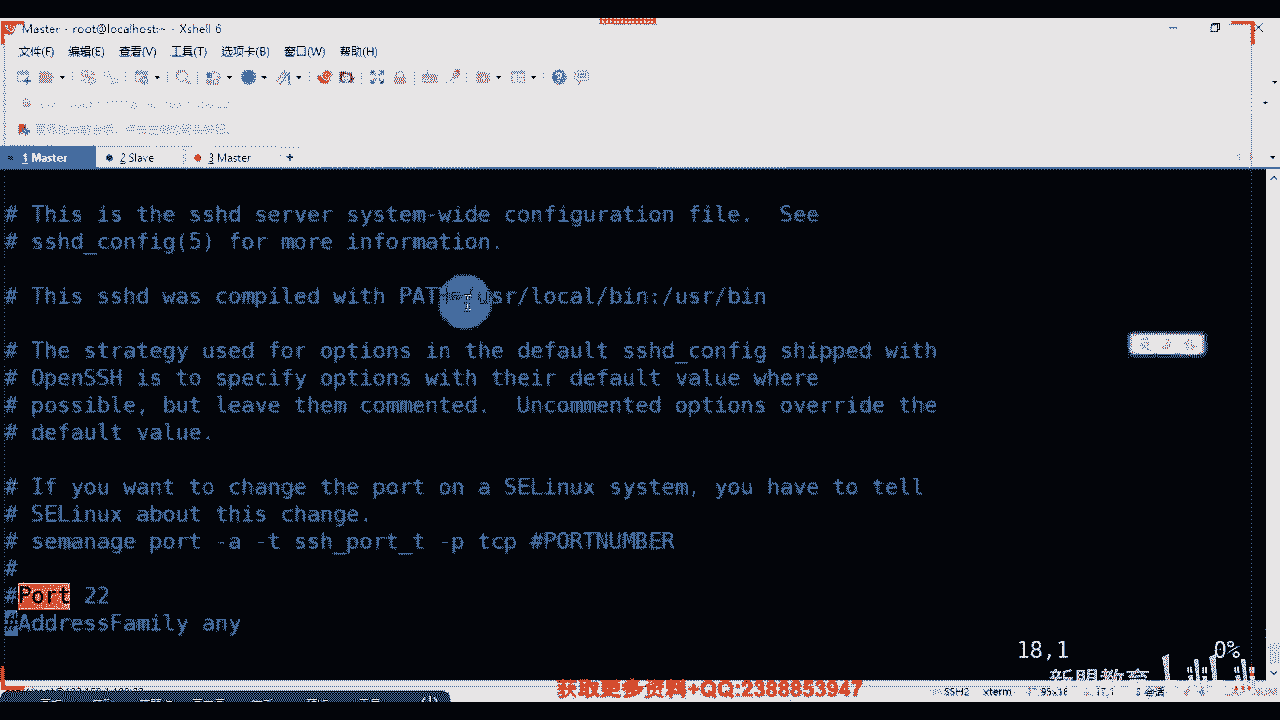 Master - root@localhost:~ - Xshell 6
文件(F) 编辑(E) 查看(V) 工具(T) 选项卡(B) 窗口(W) 帮助(H)
1 Master 2 Slave 3 Master +
# This is the sshd server system-wide configuration file.  See
# sshd_config(5) for more information.
# This sshd was compiled with PATH=/usr/local/bin:/usr/bin
# The strategy used for options in the default sshd_config shipped with
# OpenSSH is to specify options with their default value where
# possible, but leave them commented.  Uncommented options override the
# default value.
# If you want to change the port on a SELinux system, you have to tell
# SELinux about this change.
# semanage port -a -t ssh_port_t -p tcp #PORTNUMBER
#
#Port 22
#AddressFamily any
18,1 0%
新盟教育
获取更多资料+QQ:2388853947
SSH2 xterm